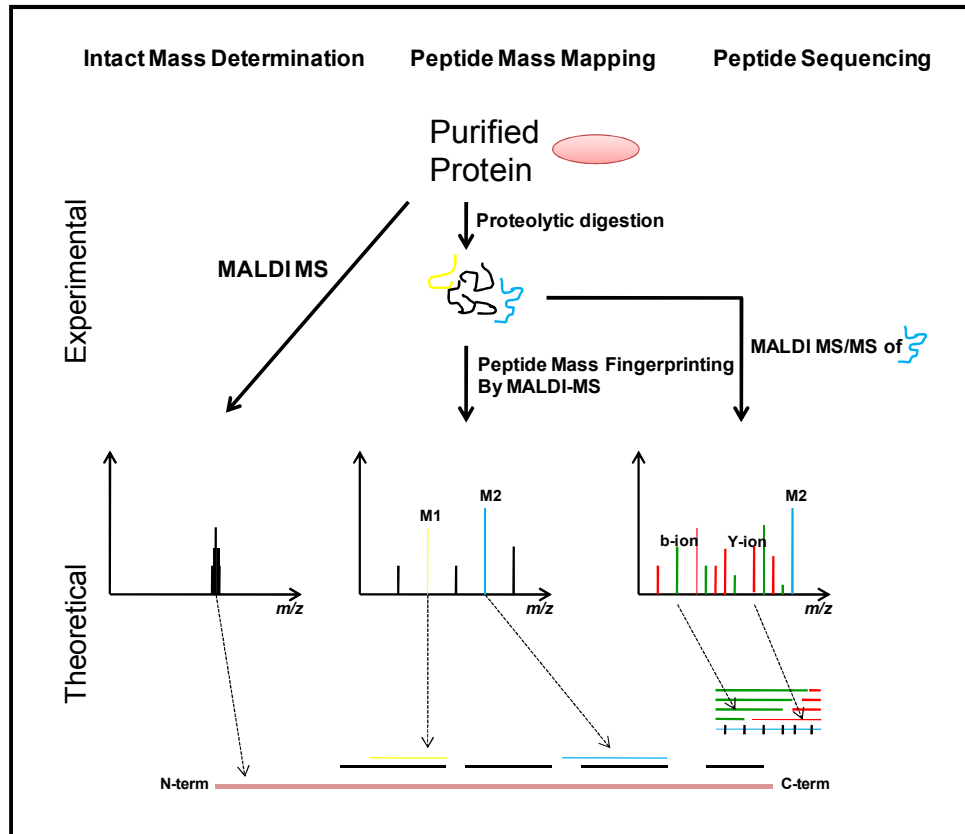 Intact Mass Determination
Peptide Mass Mapping
Peptide Sequencing
Purified
Protein
Proteolytic digestion
MALDI MS
Experimental
MALDI MS/MS of
Peptide Mass Fingerprinting
By MALDI-MS
M1
M2
M2
b-ion
Y-ion
m/z
m/z
m/z
Theoretical
N-term
C-term